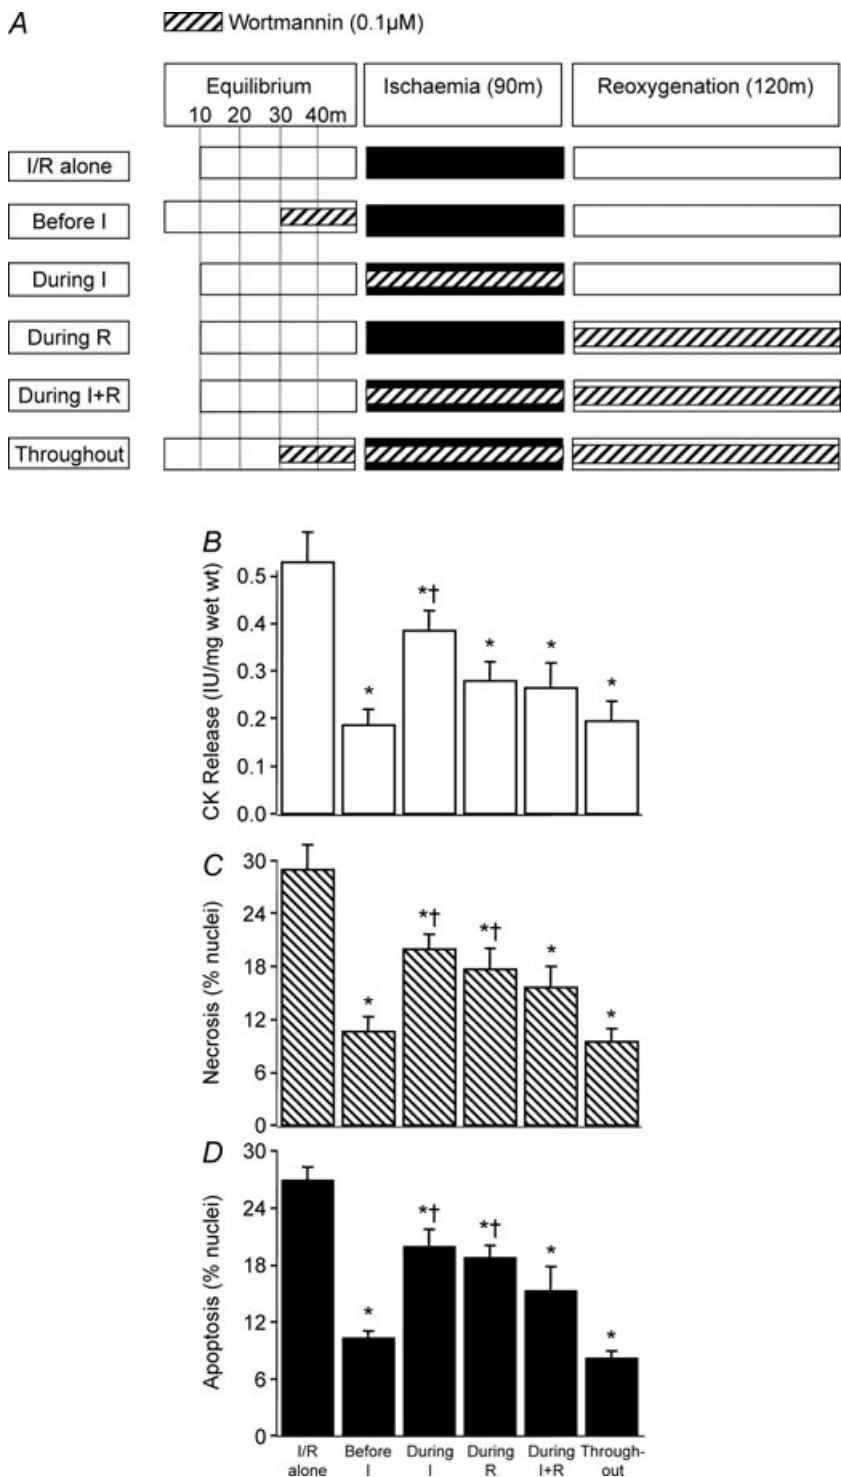 A
Wortmannin (0.1µM)
Equilibrium
10 20 30 40m
Ischaemia (90m)
Reoxygenation (120m)
I/R alone
Before I
During I
During R
During I+R
Throughout
B
CK Release (IU/mg wet wt)
0.5
0.4
0.3
0.2
0.1
0.0
*
*†
*
*
*
C
Necrosis (% nuclei)
30
24
18
12
6
0
*
*†
*†
*
*
D
Apoptosis (% nuclei)
30
24
18
12
6
0
*
*†
*†
*
*
I/R
alone
Before
I
During
I
During
R
During
I+R
Through-
out